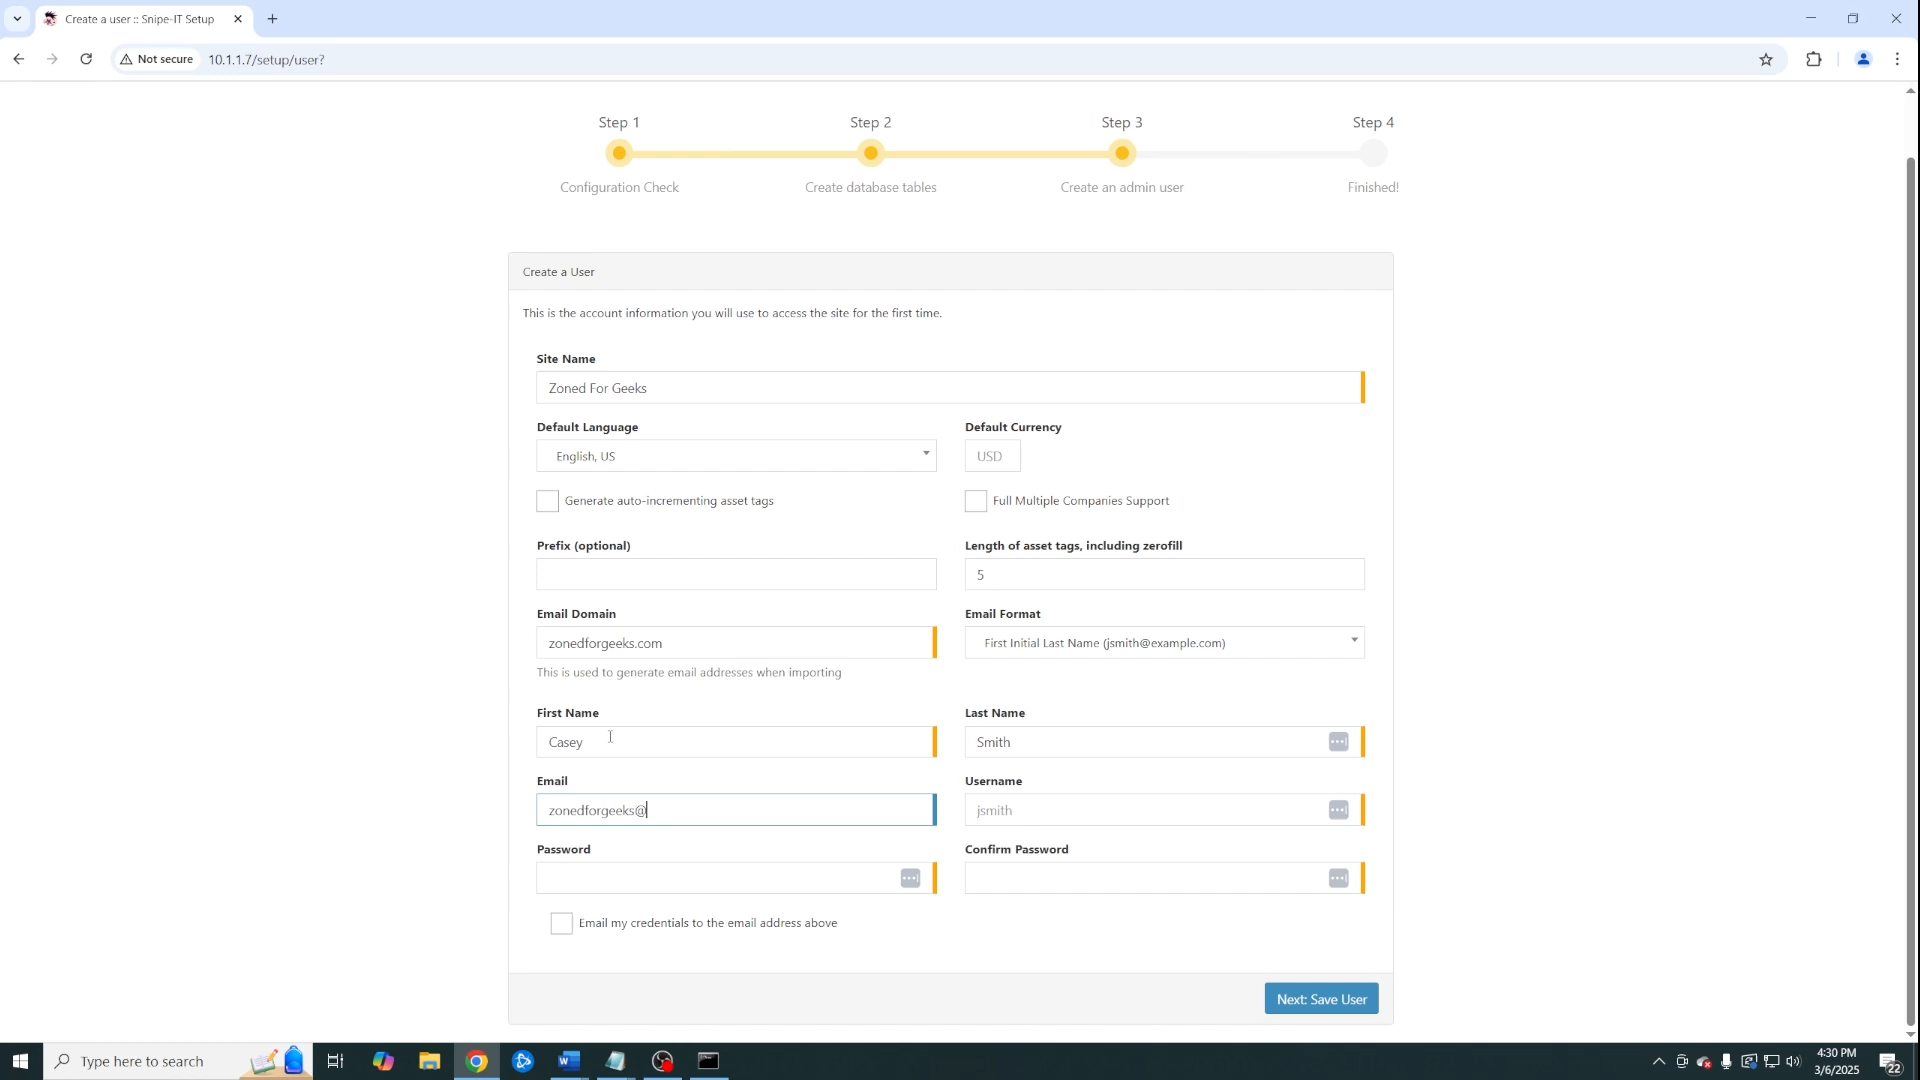 Create a user :: Snipe-IT Setup
Not secure
10.1.1.7/setup/user?
Step 1
Step 2
Step 3
Step 4
Configuration Check
Create database tables
Create an admin user
Finished!
Create a User
This is the account information you will use to access the site for the first time.
Site Name
Zoned For Geeks
Default Language
Default Currency
English, US
USD
Generate auto-incrementing asset tags
Full Multiple Companies Support
Prefix (optional)
Length of asset tags, including zerofill
5
Email Domain
Email Format
zonedforgeeks.com
First Initial Last Name (jsmith@example.com)
This is used to generate email addresses when importing
First Name
Last Name
Casey
Smith
Email
Username
zonedforgeeks@
jsmith
Password
Confirm Password
Email my credentials to the email address above
Next: Save User
Type here to search
4:30 PM
3/6/2025
22